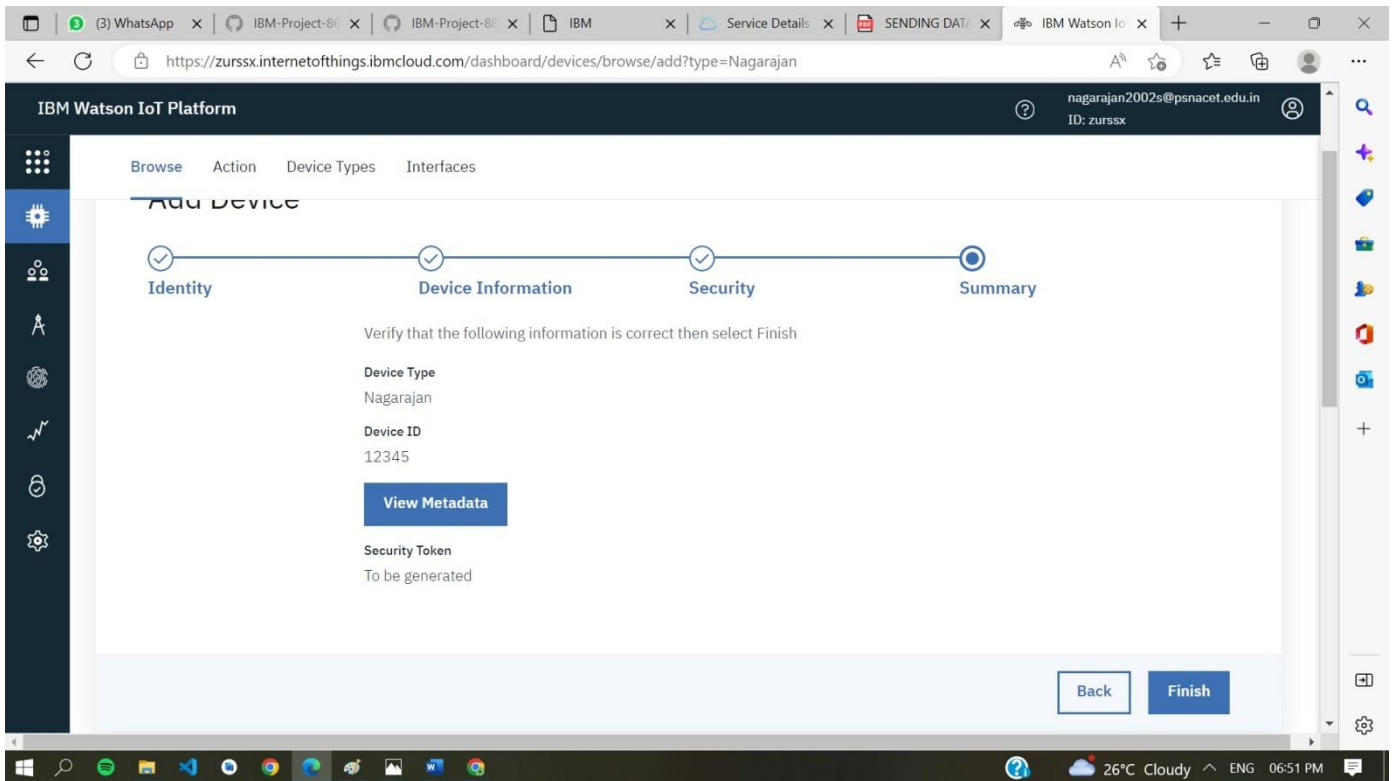 (3) WhatsApp
IBM-Project-86
IBM-Project-88
IBM
Service Details
SENDING DATA
IBM Watson Io
https://zurssx.internetofthings.ibmcloud.com/dashboard/devices/browse/add?type=Nagarajan
IBM Watson IoT Platform
nagarajan2002s@psnacet.edu.in
ID: zurssx
Browse Action Device Types Interfaces
Add Device
Identity Device Information Security Summary
Verify that the following information is correct then select Finish
Device Type
Nagarajan
Device ID
12345
View Metadata
Security Token
To be generated
Back Finish
26°C Cloudy ENG 06:51 PM